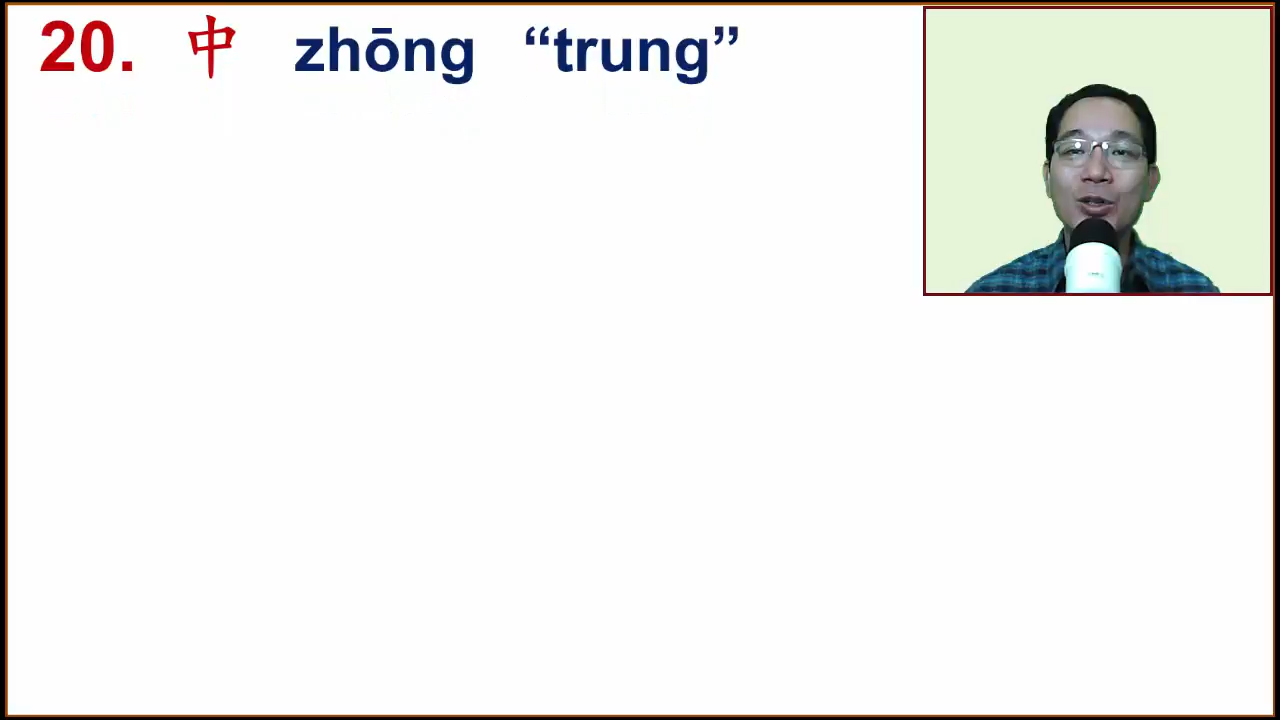 20. 中 zhōng “trung”